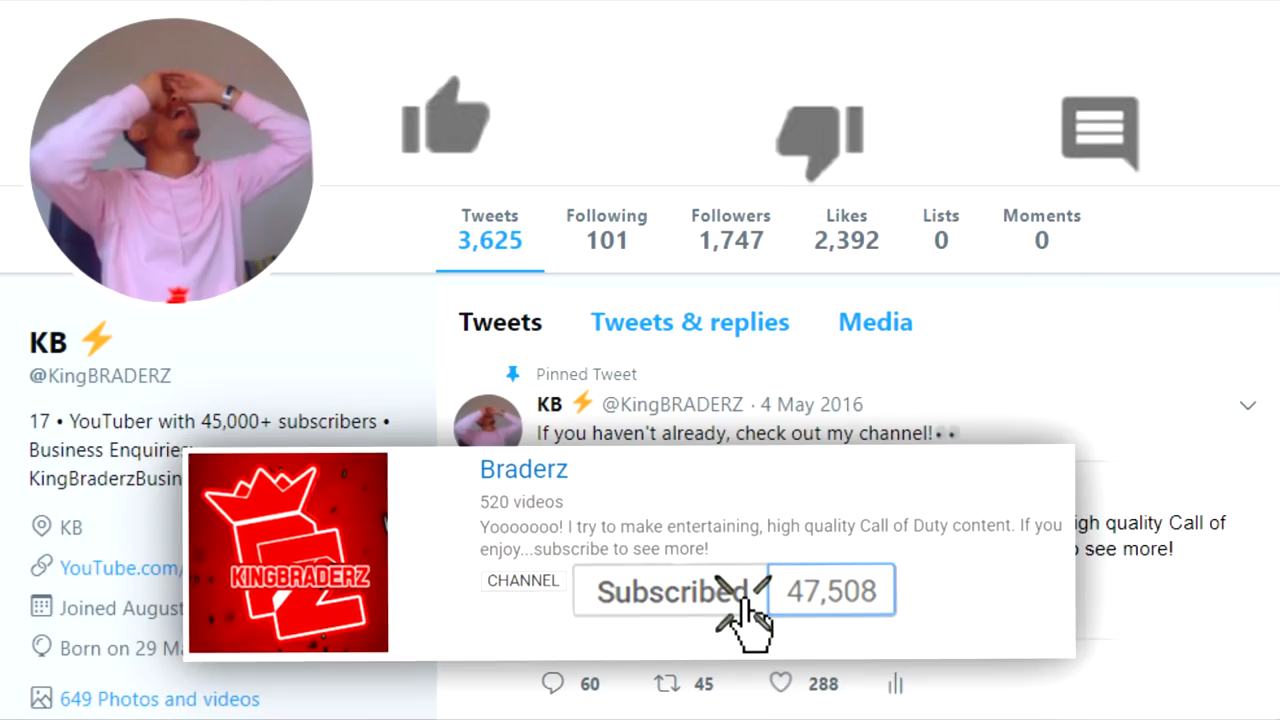 Tweets
3,625
Following
101
Followers
1,747
Likes
2,392
Lists
0
Moments
0
KB ⚡
@KingBRADERZ
17 • YouTuber with 45,000+ subscribers •
Business Enquiries
KingBraderzBusin
KB
YouTube.com/
Joined August
Born on 29
649 Photos and videos
Tweets
Tweets & replies
Media
Pinned Tweet
KB ⚡ @KingBRADERZ · 4 May 2016
If you haven't already, check out my channel!👀
igh quality Call of
see more!
KINGBRADERZ
Braderz
520 videos
Yooooooo! I try to make entertaining, high quality Call of Duty content. If you
enjoy...subscribe to see more!
CHANNEL
Subscribed
47,508
60
45
288